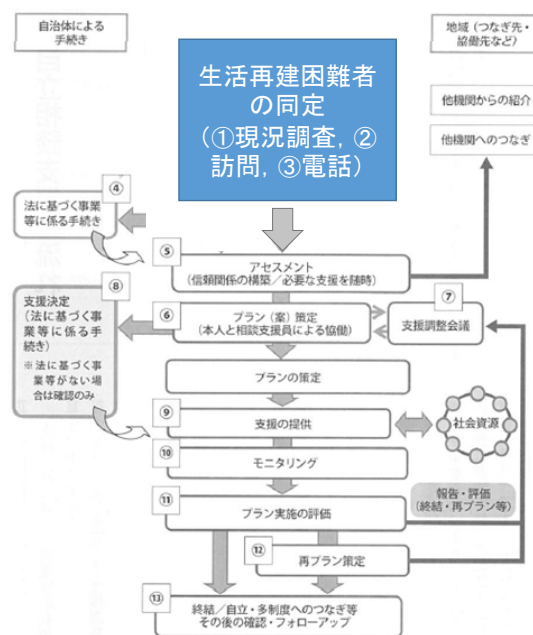 自治体による
手続き
地域（つなぎ先・
協働先など）
生活再建困難者
の同定
（①現況調査，②
訪問，③電話）
他機関からの紹介
他機関へのつなぎ
④
法に基づく事業
等に係る手続き
⑤
アセスメント
（信頼関係の構築／必要な支援を随時）
⑧
支援決定
（法に基づく事
業等に係る手
続き）
※法に基づく事
業等がない場
合は確認のみ
⑥
プラン（案）策定
（本人と相談支援員による協働）
⑦
支援調整会議
プランの策定
⑨
支援の提供
社会資源
⑩
モニタリング
報告・評価
（終結・再プラン等）
⑪
プラン実施の評価
⑫
再プラン策定
⑬
終結／自立・多制度へのつなぎ等
その後の確認・フォローアップ